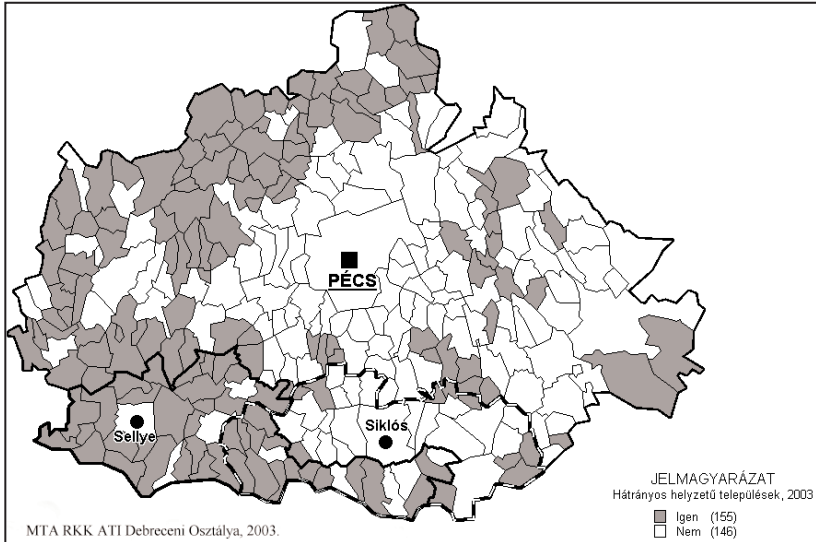 PÉCS
Sellye
Siklós
JELMAGYARÁZAT
Hátrányos helyzetű települések, 2003
Igen (155)
Nem (146)
MTA RKK ATI Debreceni Osztálya, 2003.